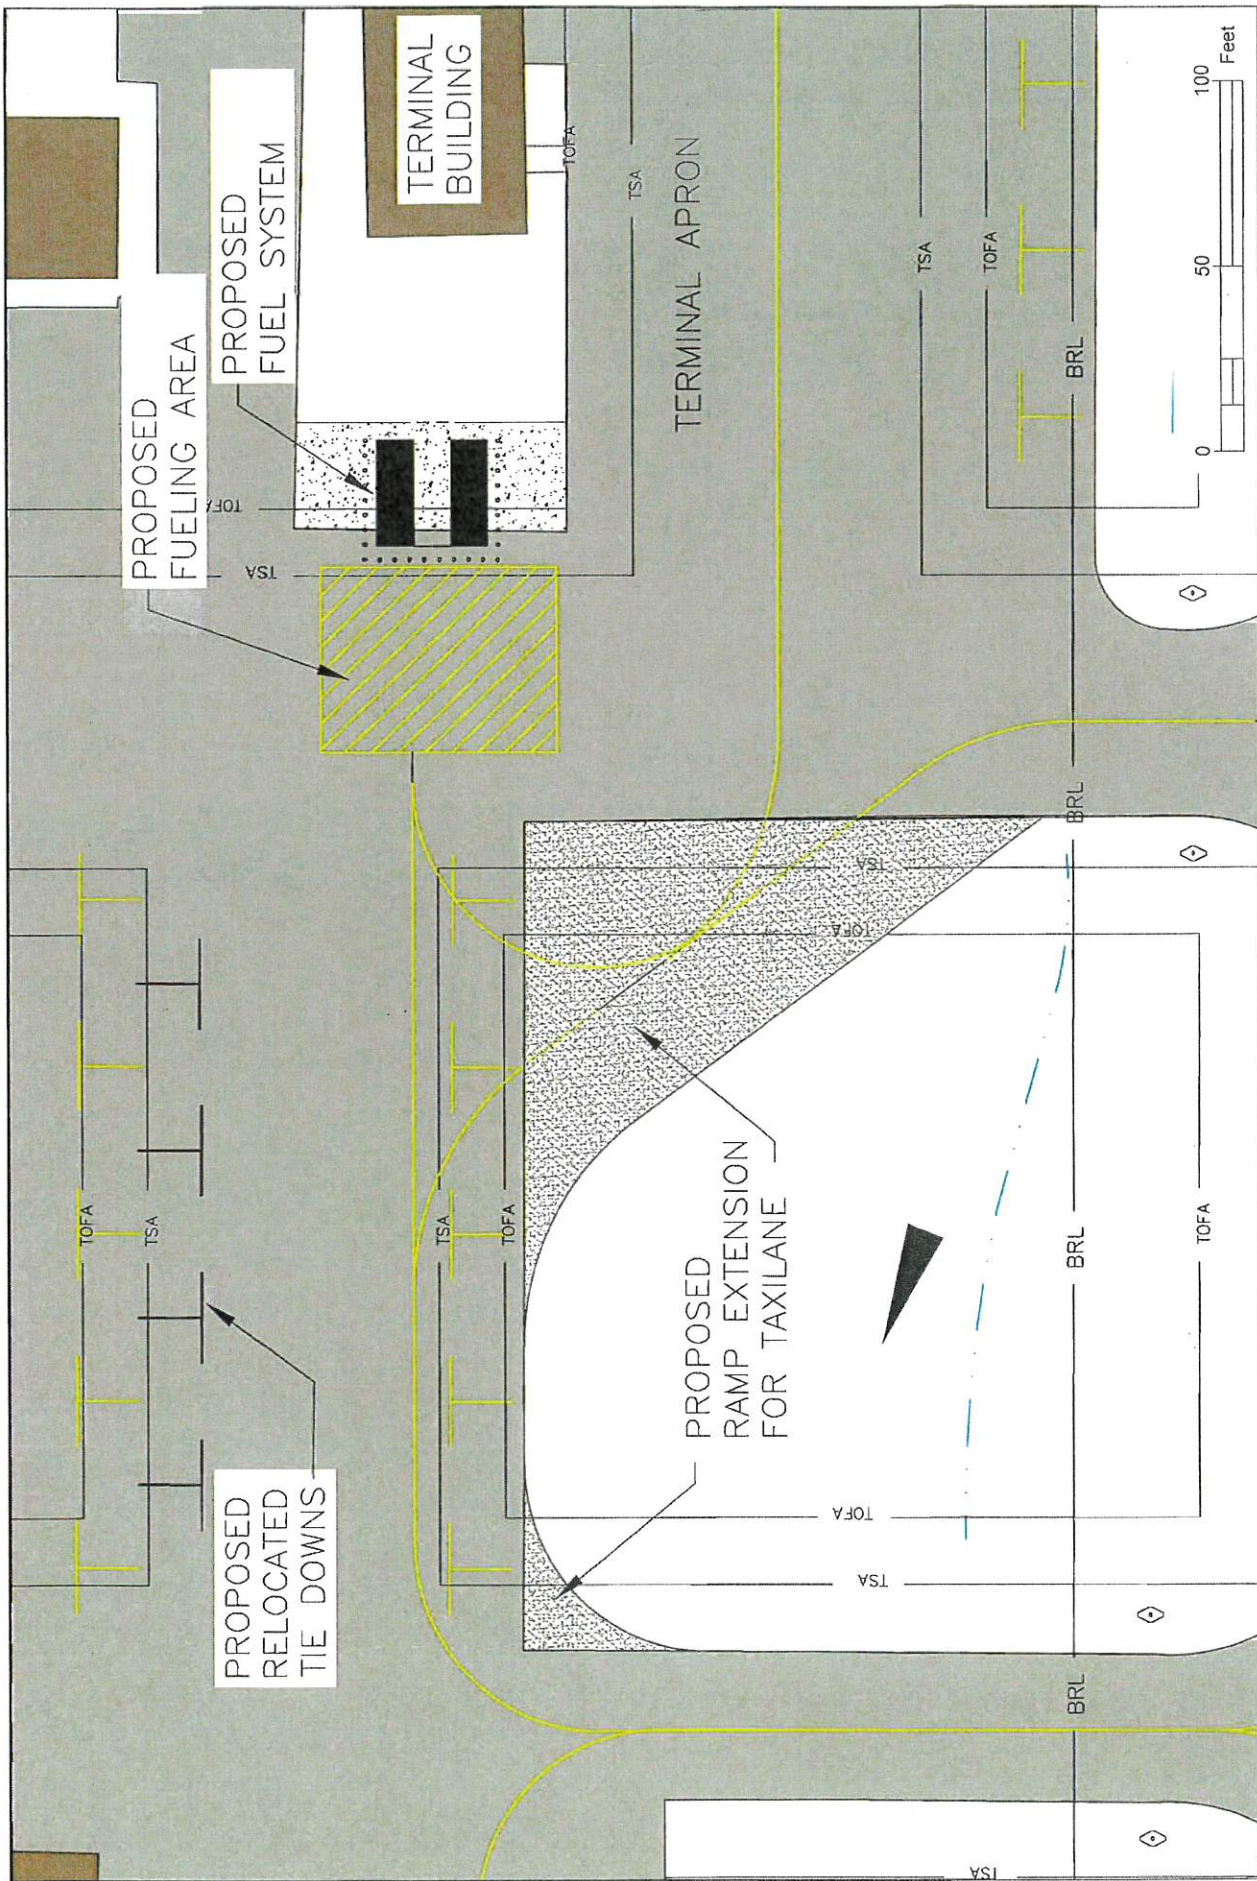 PROPOSED
FUELING AREA
PROPOSED
FUEL SYSTEM
TERMINAL
BUILDING
TOFA
TSA
TOFA
TSA
TERMINAL APRON
TSA
TOFA
BRL
0
50
100
Feet
BRL
TSA
TOFA
TOFA
TSA
TSA
TOFA
PROPOSED
RELOCATED
TIE DOWNS
PROPOSED
RAMP EXTENSION
FOR TAXILANE
BRL
TOFA
TOFA
TSA
BRL
TSA